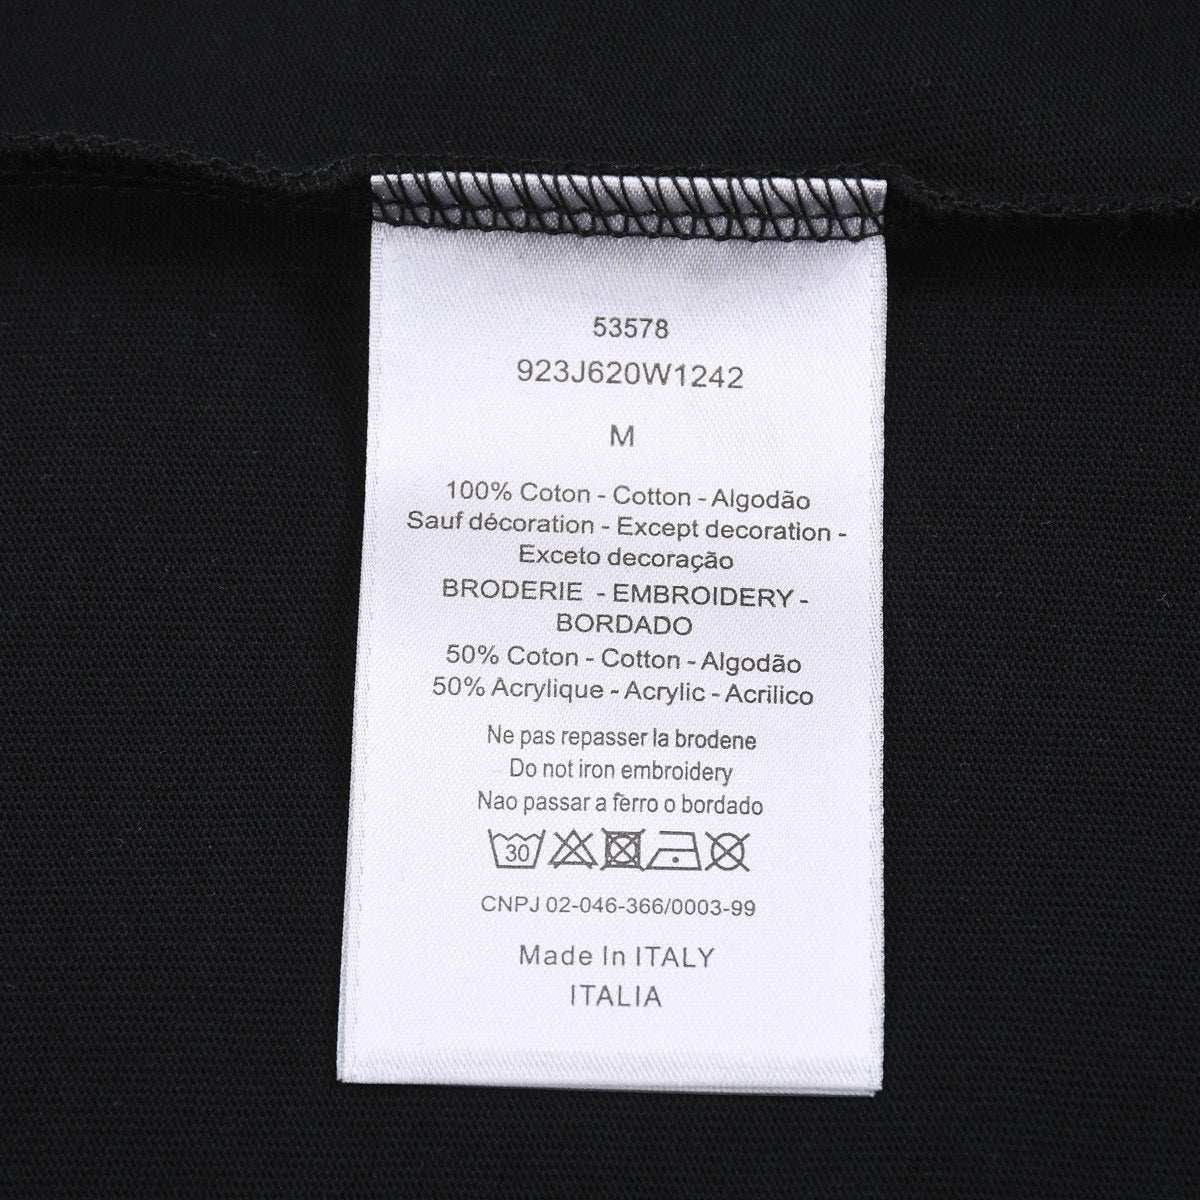 53578
923J620W1242
M
100% Coton - Cotton - Algodão
Sauf décoration - Except decoration -
Exceto decoração
BRODERIE - EMBROIDERY -
BORDADO
50% Coton - Cotton - Algodão
50% Acrylique - Acrylic - Acrilico
Ne pas repasser la brodene
Do not iron embroidery
Nao passar a ferro o bordado
30
CNPJ 02-046-366/0003-99
Made In ITALY
ITALIA